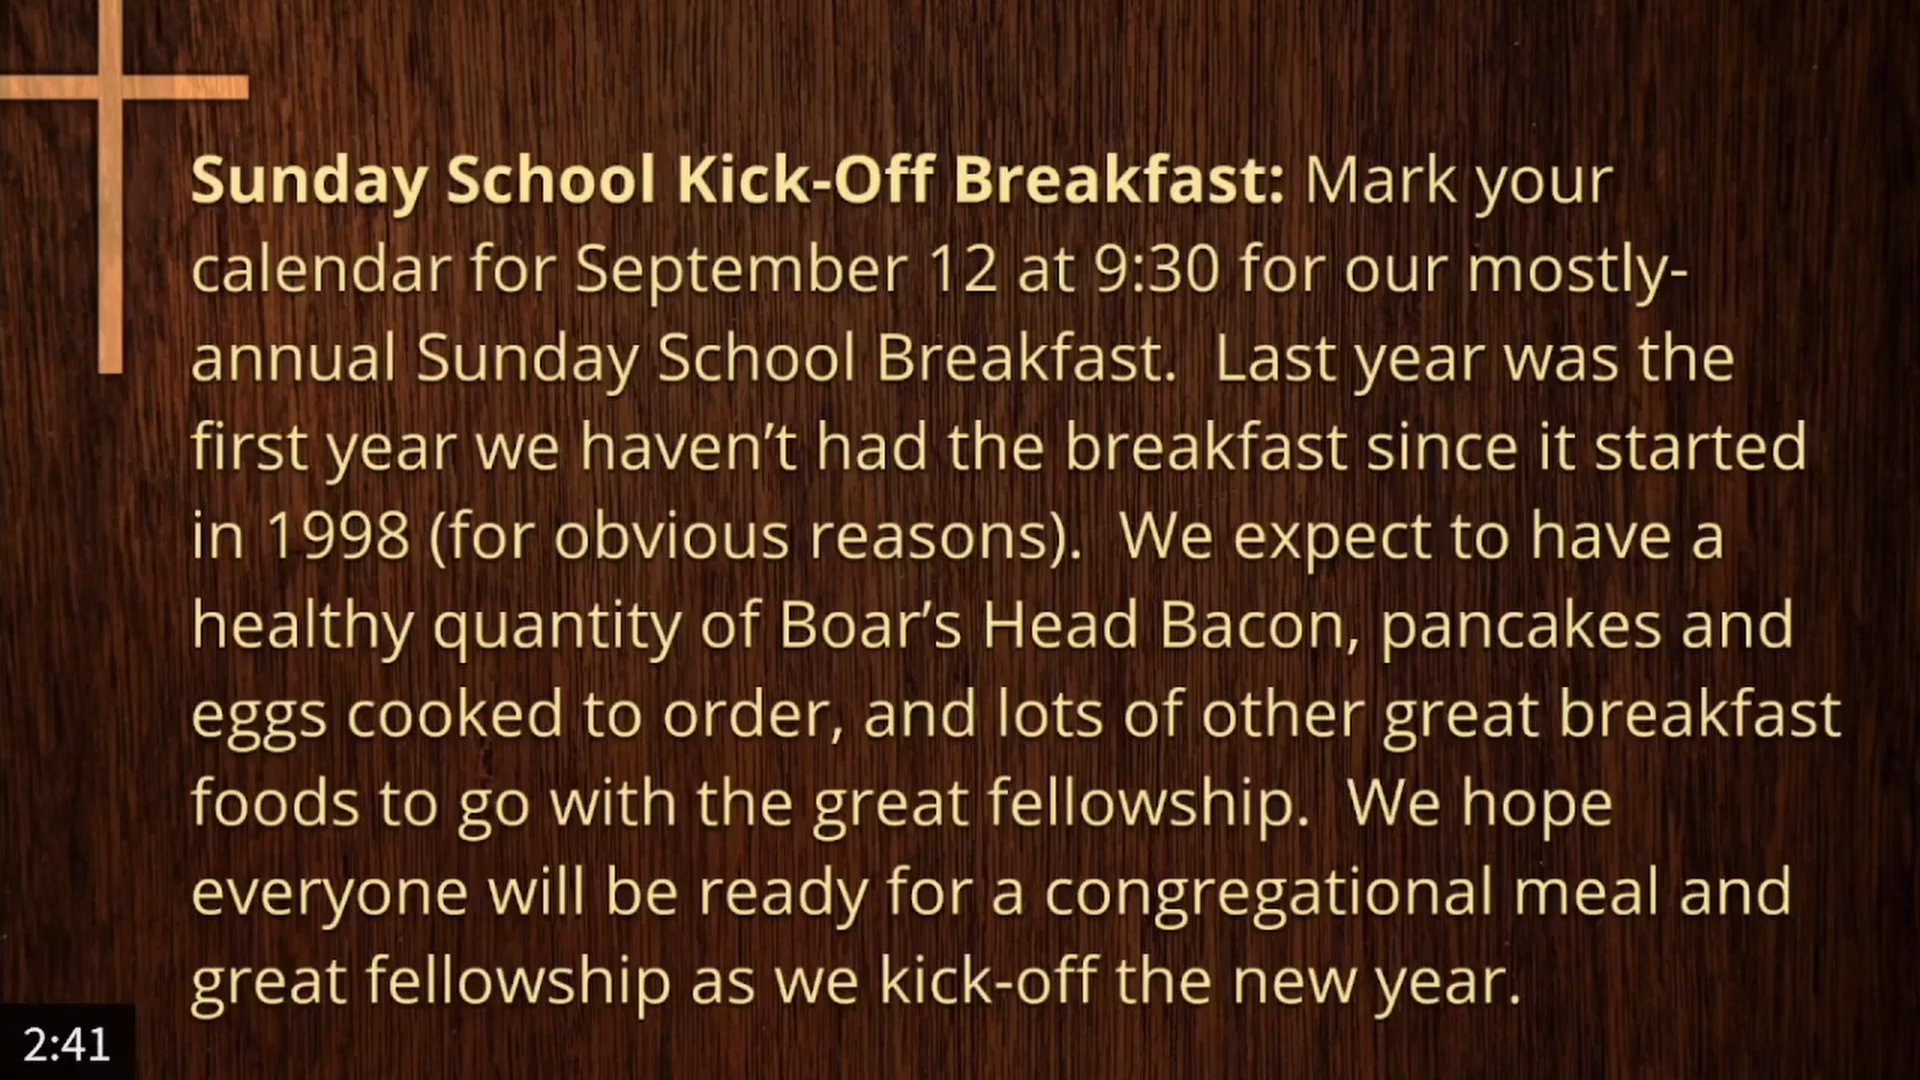 Sunday School Kick-Off Breakfast: Mark your
calendar for September 12 at 9:30 for our mostly-
annual Sunday School Breakfast.  Last year was the
first year we haven’t had the breakfast since it started
in 1998 (for obvious reasons).  We expect to have a
healthy quantity of Boar’s Head Bacon, pancakes and
eggs cooked to order, and lots of other great breakfast
foods to go with the great fellowship.  We hope
everyone will be ready for a congregational meal and
great fellowship as we kick-off the new year.
2:41